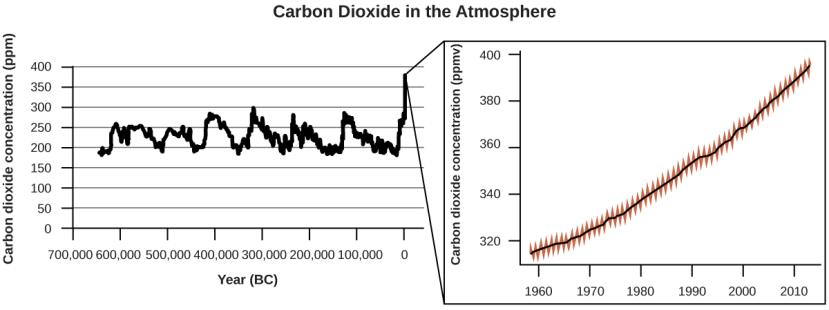 Carbon Dioxide in the Atmosphere
Carbon dioxide concentration (ppm)
400
350
300
250
200
150
100
50
0
700,000 600,000 500,000 400,000 300,000 200,000 100,000 0
Year (BC)
Carbon dioxide concentration (ppmv)
400
380
360
340
320
1960 1970 1980 1990 2000 2010